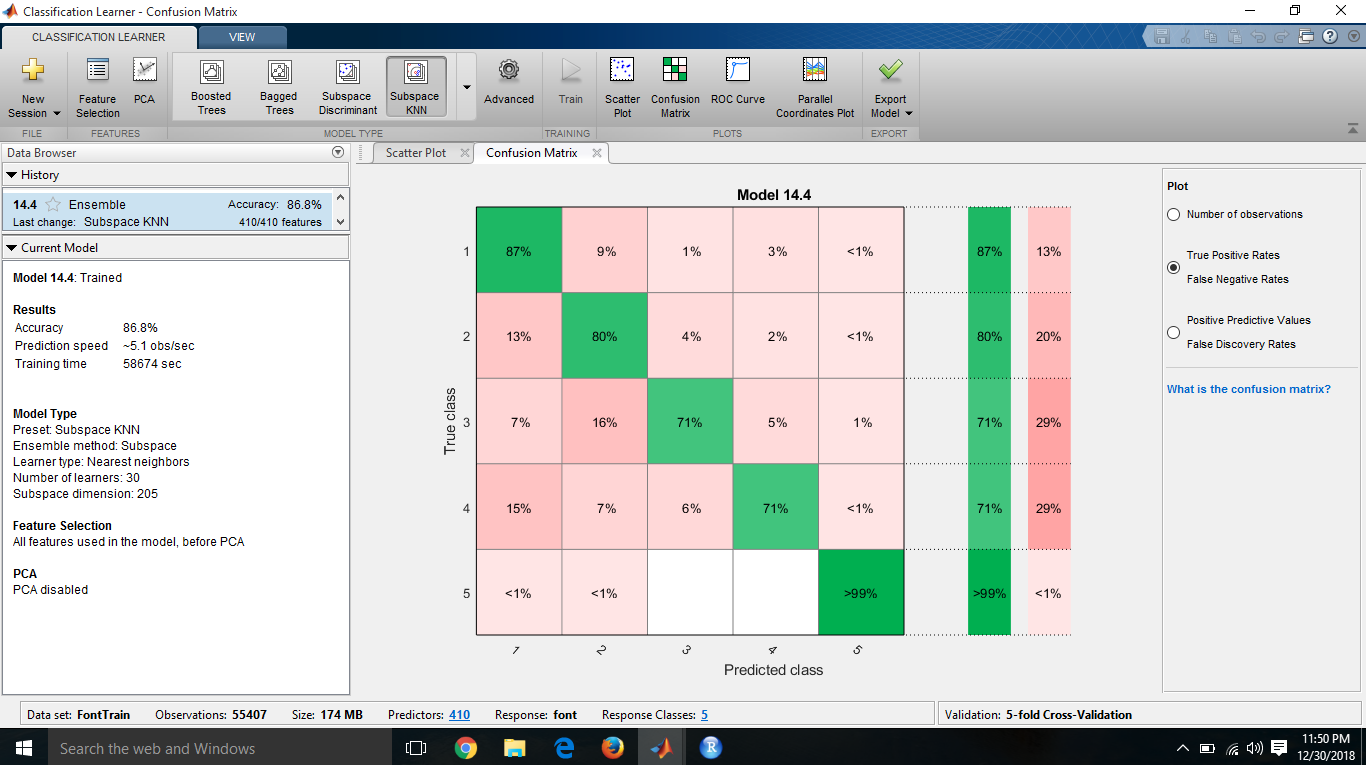 Classification Learner - Confusion Matrix
CLASSIFICATION LEARNER
VIEW
New Session
Feature Selection
PCA
Boosted Trees
Bagged Trees
Subspace Discriminant
Subspace KNN
Advanced
Train
Scatter Plot
Confusion Matrix
ROC Curve
Parallel Coordinates Plot
Export Model
FILE
FEATURES
MODEL TYPE
TRAINING
PLOTS
EXPORT
Data Browser
History
14.4 Ensemble Accuracy: 86.8%
Last change: Subspace KNN 410/410 features
Current Model
Model 14.4: Trained
Results
Accuracy 86.8%
Prediction speed ~5.1 obs/sec
Training time 58674 sec
Model Type
Preset: Subspace KNN
Ensemble method: Subspace
Learner type: Nearest neighbors
Number of learners: 30
Subspace dimension: 205
Feature Selection
All features used in the model, before PCA
PCA
PCA disabled
Scatter Plot
Confusion Matrix
Model 14.4
True class
1 87% 9% 1% 3% <1% 87% 13%
2 13% 80% 4% 2% <1% 80% 20%
3 7% 16% 71% 5% 1% 71% 29%
4 15% 7% 6% 71% <1% 71% 29%
5 <1% <1% >99% >99% <1%
1 2 3 4 5
Predicted class
Plot
Number of observations
True Positive Rates
False Negative Rates
Positive Predictive Values
False Discovery Rates
What is the confusion matrix?
Data set: FontTrain Observations: 55407 Size: 174 MB Predictors: 410 Response: font Response Classes: 5
Validation: 5-fold Cross-Validation
Search the web and Windows
R
11:50 PM
12/30/2018